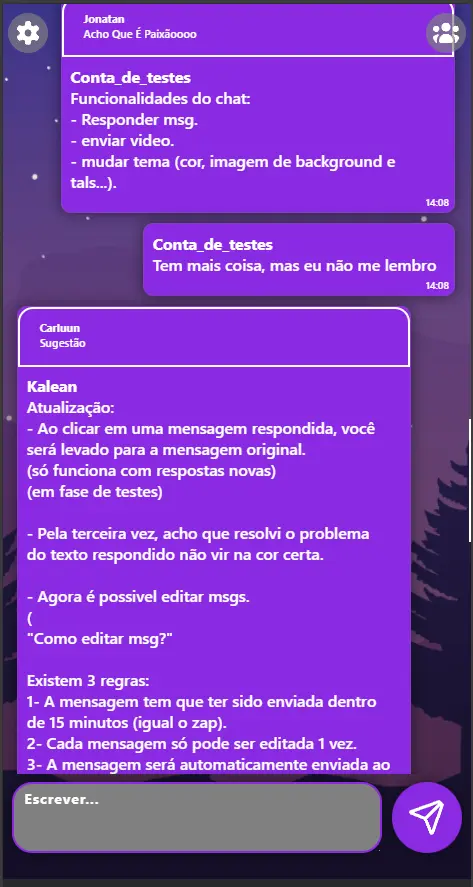 Jonatan
Acho Que É Paixãoooo
Conta_de_testes
Funcionalidades do chat:
- Responder msg.
- enviar video.
- mudar tema (cor, imagem de background e
tals...).
14:08
Conta_de_testes
Tem mais coisa, mas eu não me lembro
14:08
Carluun
Sugestão
Kalean
Atualização:
- Ao clicar em uma mensagem respondida, você
será levado para a mensagem original.
(só funciona com respostas novas)
(em fase de testes)
- Pela terceira vez, acho que resolvi o problema
do texto respondido não vir na cor certa.
- Agora é possivel editar msgs.
(
"Como editar msg?"
Existem 3 regras:
1- A mensagem tem que ter sido enviada dentro
de 15 minutos (igual o zap).
2- Cada mensagem só pode ser editada 1 vez.
3- A mensagem será automaticamente enviada ao
Escrever...